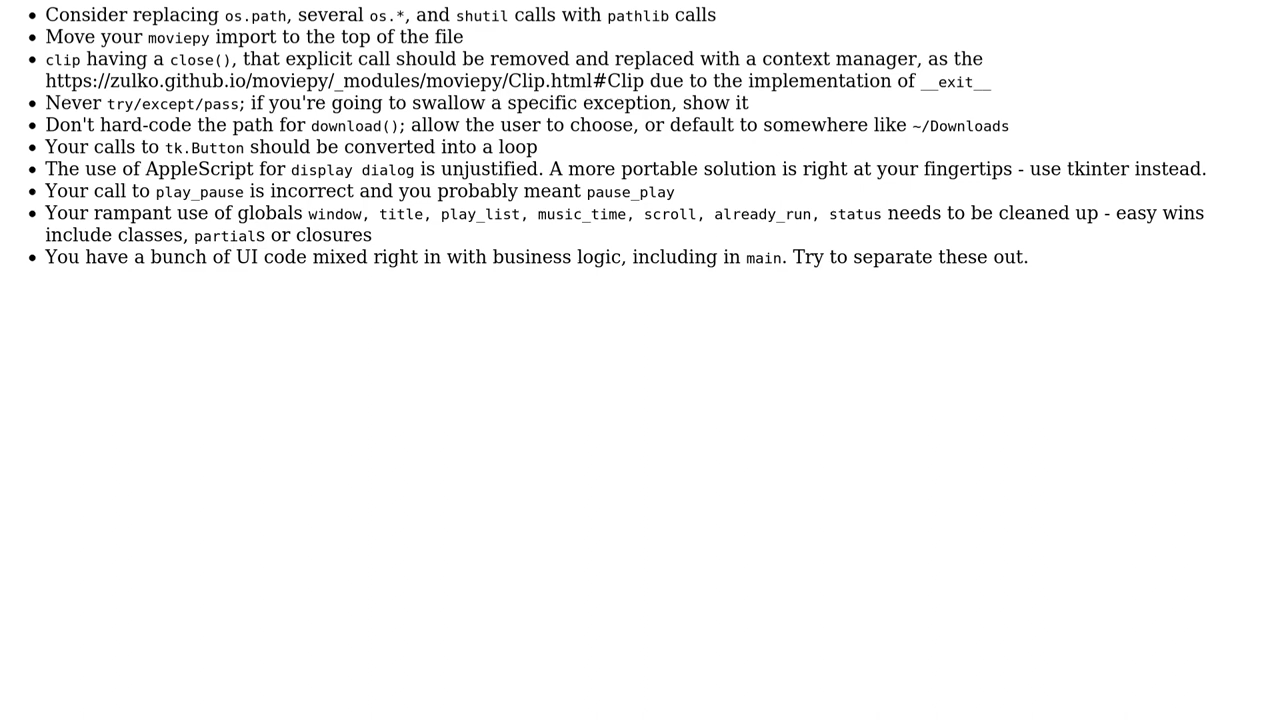 • Consider replacing os.path, several os.*, and shutil calls with pathlib calls
• Move your moviepy import to the top of the file
• clip having a close(), that explicit call should be removed and replaced with a context manager, as the
https://zulko.github.io/moviepy/_modules/moviepy/Clip.html#Clip due to the implementation of __exit__
• Never try/except/pass; if you're going to swallow a specific exception, show it
• Don't hard-code the path for download(); allow the user to choose, or default to somewhere like ~/Downloads
• Your calls to tk.Button should be converted into a loop
• The use of AppleScript for display dialog is unjustified. A more portable solution is right at your fingertips - use tkinter instead.
• Your call to play_pause is incorrect and you probably meant pause_play
• Your rampant use of globals window, title, play_list, music_time, scroll, already_run, status needs to be cleaned up - easy wins
include classes, partials or closures
• You have a bunch of UI code mixed right in with business logic, including in main. Try to separate these out.